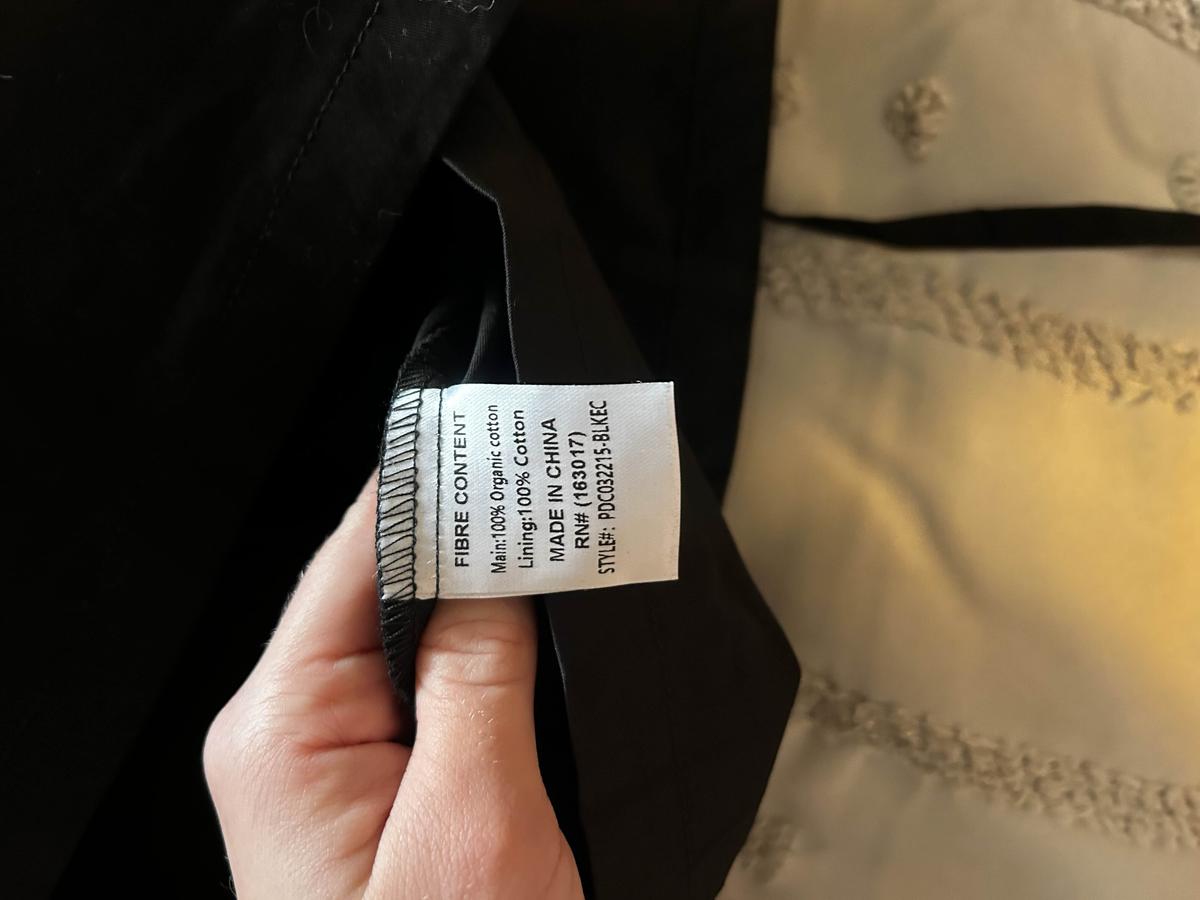 FIBRE CONTENT
Main:100% Organic cotton
Lining:100% Cotton
MADE IN CHINA
RN# (163017)
STYLE#: PDC032215-BLKEC